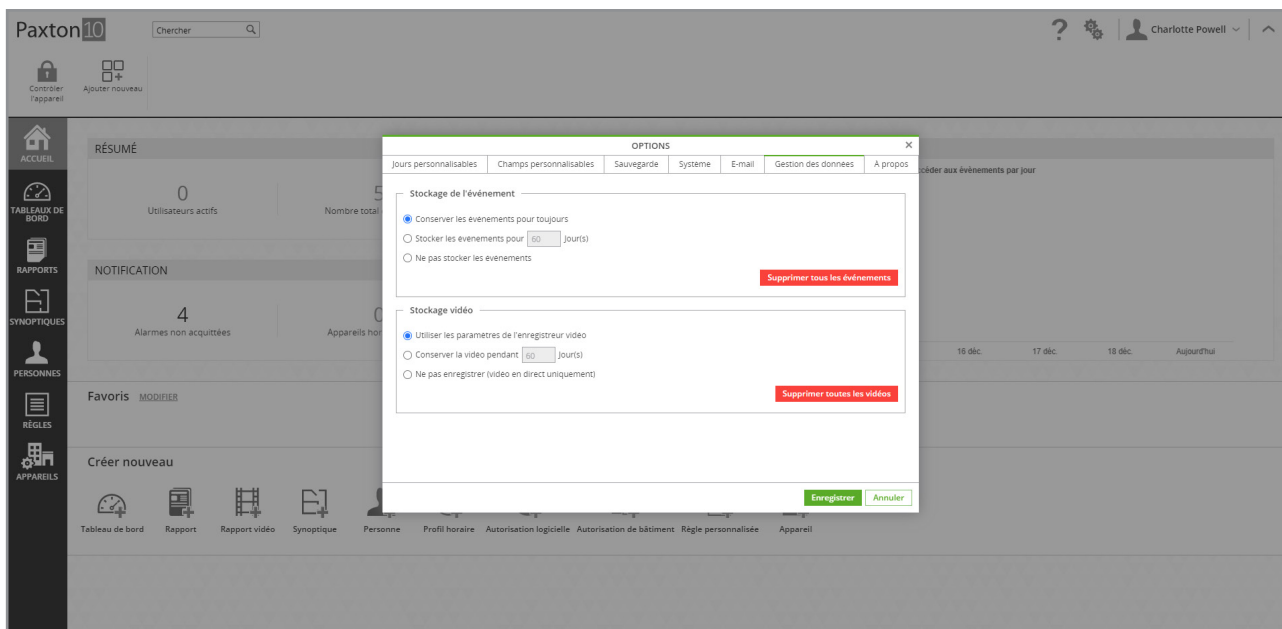 Paxton10
Chercher
Charlotte Powell
Contrôler
l'appareil
Ajouter nouveau
ACCUEIL
TABLEAUX DE
BORD
RAPPORTS
SYNOPTIQUES
PERSONNES
RÈGLES
APPAREILS
RÉSUMÉ
0
Utilisateurs actifs
5
Nombre total
NOTIFICATION
4
Alarmes non acquittées
0
Appareils hor
céder aux événements par jour
16 déc.
17 déc.
18 déc.
Aujourd'hui
OPTIONS
Jours personnalisables
Champs personnalisables
Sauvegarde
Système
E-mail
Gestion des données
A propos
Stockage de l'événement
Conserver les événements pour toujours
Stocker les événements pour 60 Jour(s)
Ne pas stocker les événements
Supprimer tous les événements
Stockage vidéo
Utiliser les paramètres de l'enregistreur vidéo
Conserver la vidéo pendant 60 Jour(s)
Ne pas enregistrer (vidéo en direct uniquement)
Supprimer toutes les vidéos
Enregistrer
Annuler
Favoris MODIFIER
Créer nouveau
Tableau de bord
Rapport
Rapport vidéo
Synoptique
Personne
Profil horaire
Autorisation logicielle
Autorisation de bâtiment
Règle personnalisée
Appareil